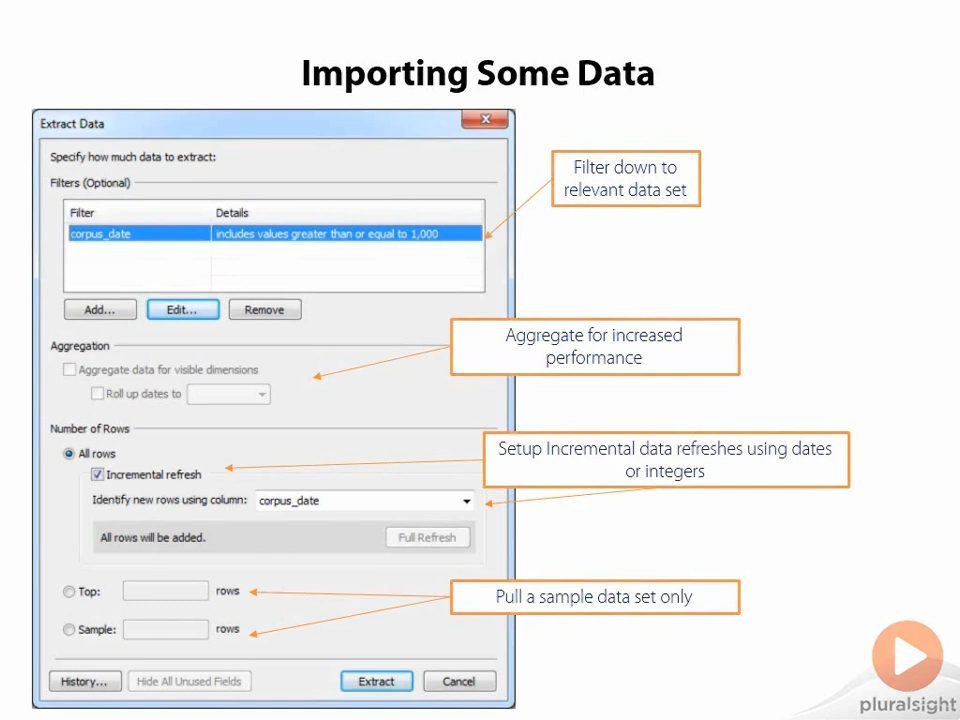 Importing Some Data
Extract Data
Specify how much data to extract:
Filters (Optional)
Filter Details
corpus_date includes values greater than or equal to 1,000
Add... Edit... Remove
Aggregation
Aggregate data for visible dimensions
Roll up dates to
Number of Rows
All rows
Incremental refresh
Identify new rows using column: corpus_date
All rows will be added. Full Refresh
Top: rows
Sample: rows
History... Hide All Unused Fields Extract Cancel
Filter down to
relevant data set
Aggregate for increased
performance
Setup Incremental data refreshes using dates
or integers
Pull a sample data set only
pluralsight